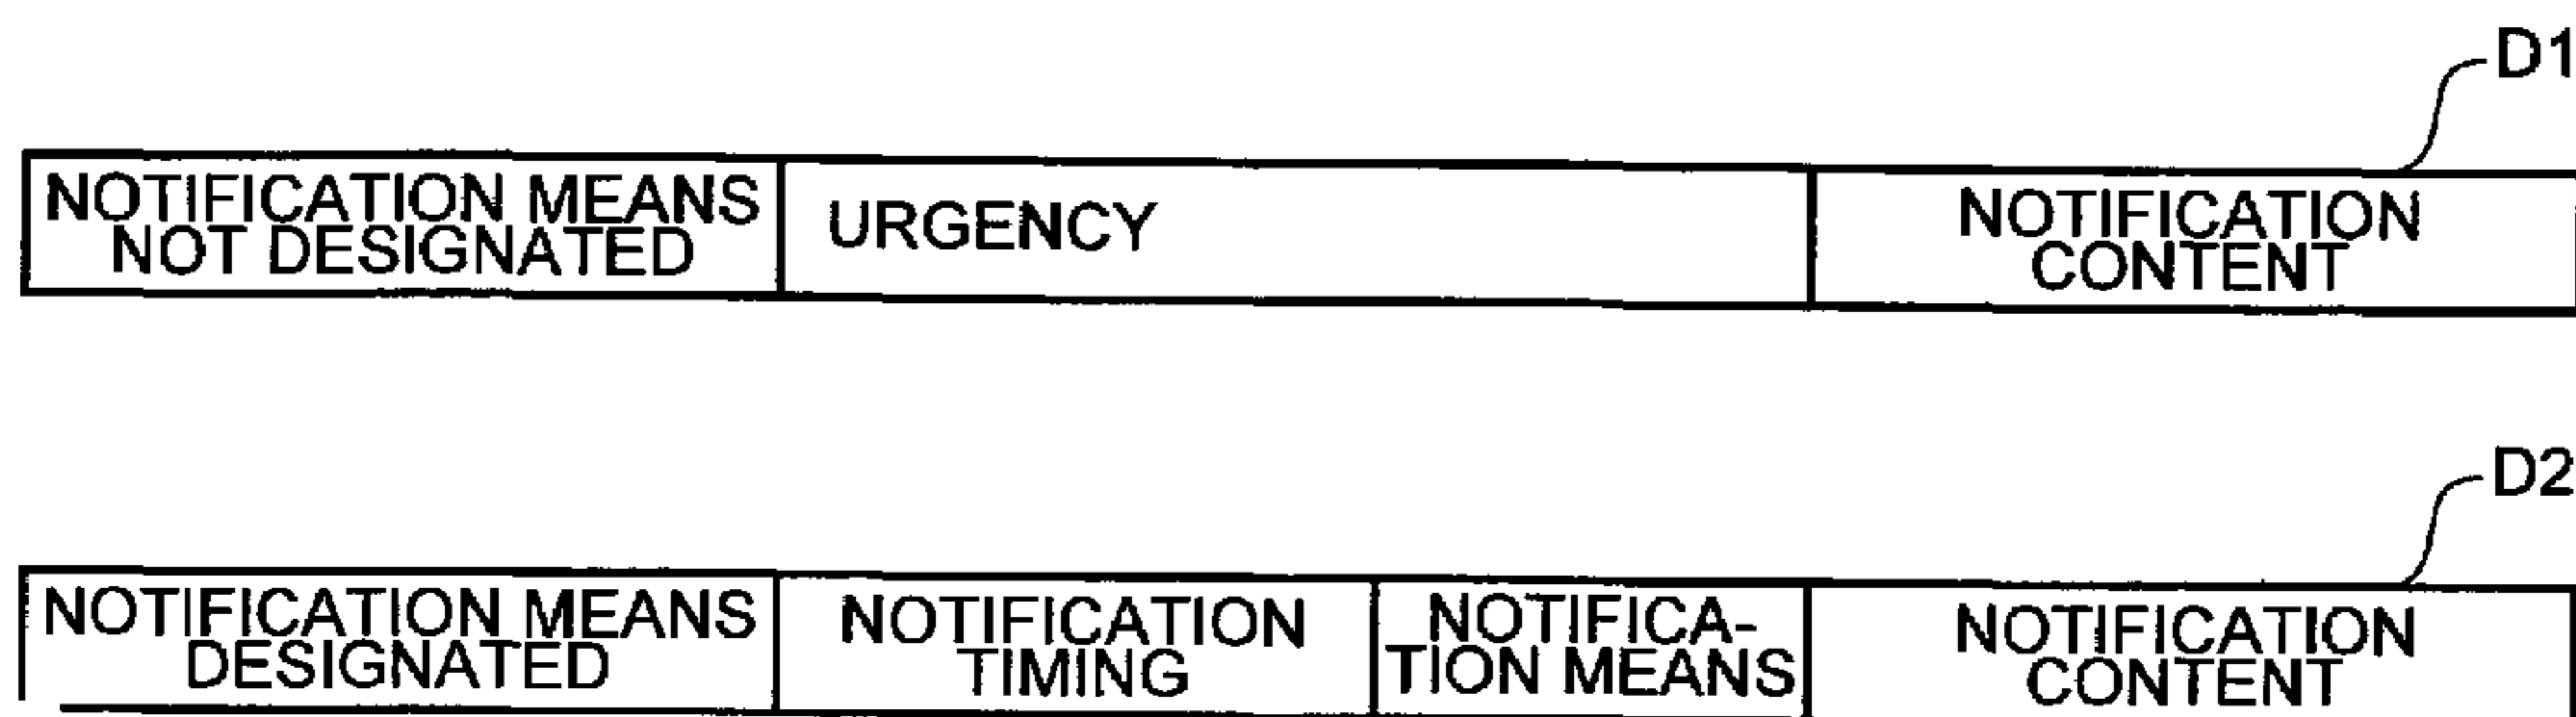 D1
NOTIFICATION MEANS
NOT DESIGNATED
URGENCY
NOTIFICATION
CONTENT
D2
NOTIFICATION MEANS
DESIGNATED
NOTIFICATION
TIMING
NOTIFICA-
TION MEANS
NOTIFICATION
CONTENT